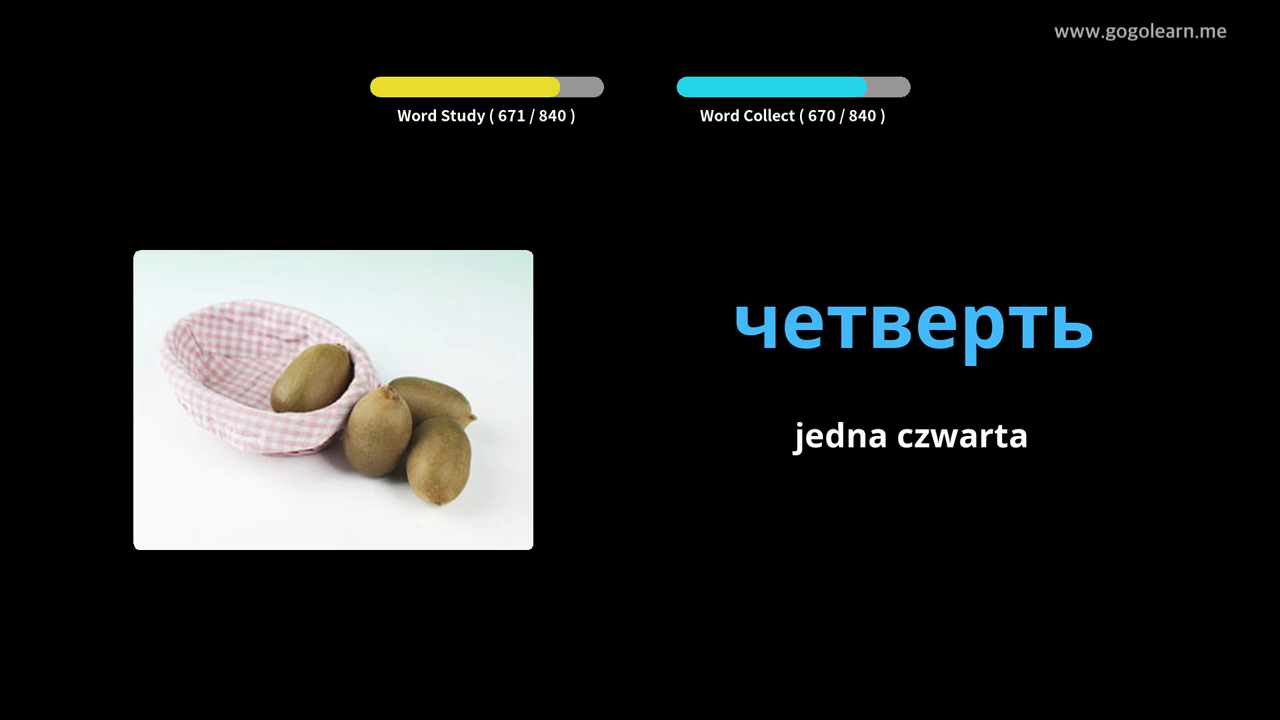 www.gogolearn.me
Word Study ( 671 / 840 )
Word Collect ( 670 / 840 )
четверть
jedna czwarta